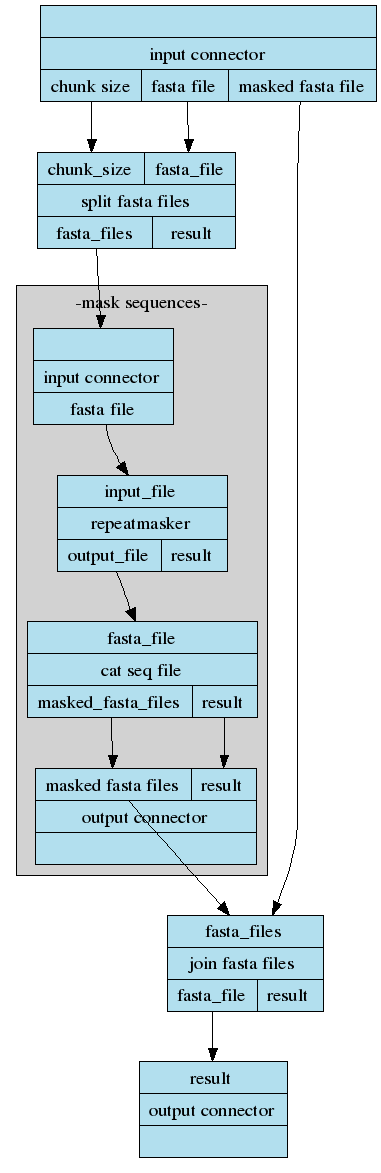 input connector
chunk size fasta file masked fasta file
chunk_size fasta_file
split fasta files
fasta_files result
-mask sequences-
input connector
fasta file
input_file
repeatmasker
output_file result
fasta_file
cat seq file
masked_fasta_files result
masked fasta files result
output connector
fasta_files
join fasta files
fasta_file result
result
output connector